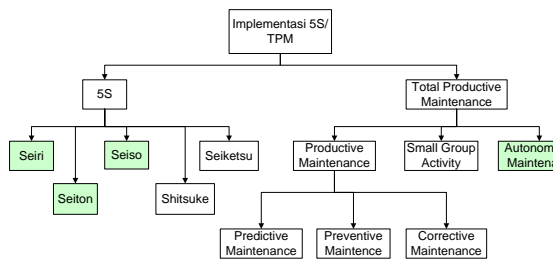 Implementasi 5S/
TPM
5S
Total Productive
Maintenance
Seiri
Seiso
Seiketsu
Productive
Maintenance
Small Group
Activity
Seiton
Shitsuke
Predictive
Maintenance
Preventive
Maintence
Corrective
Maintenance